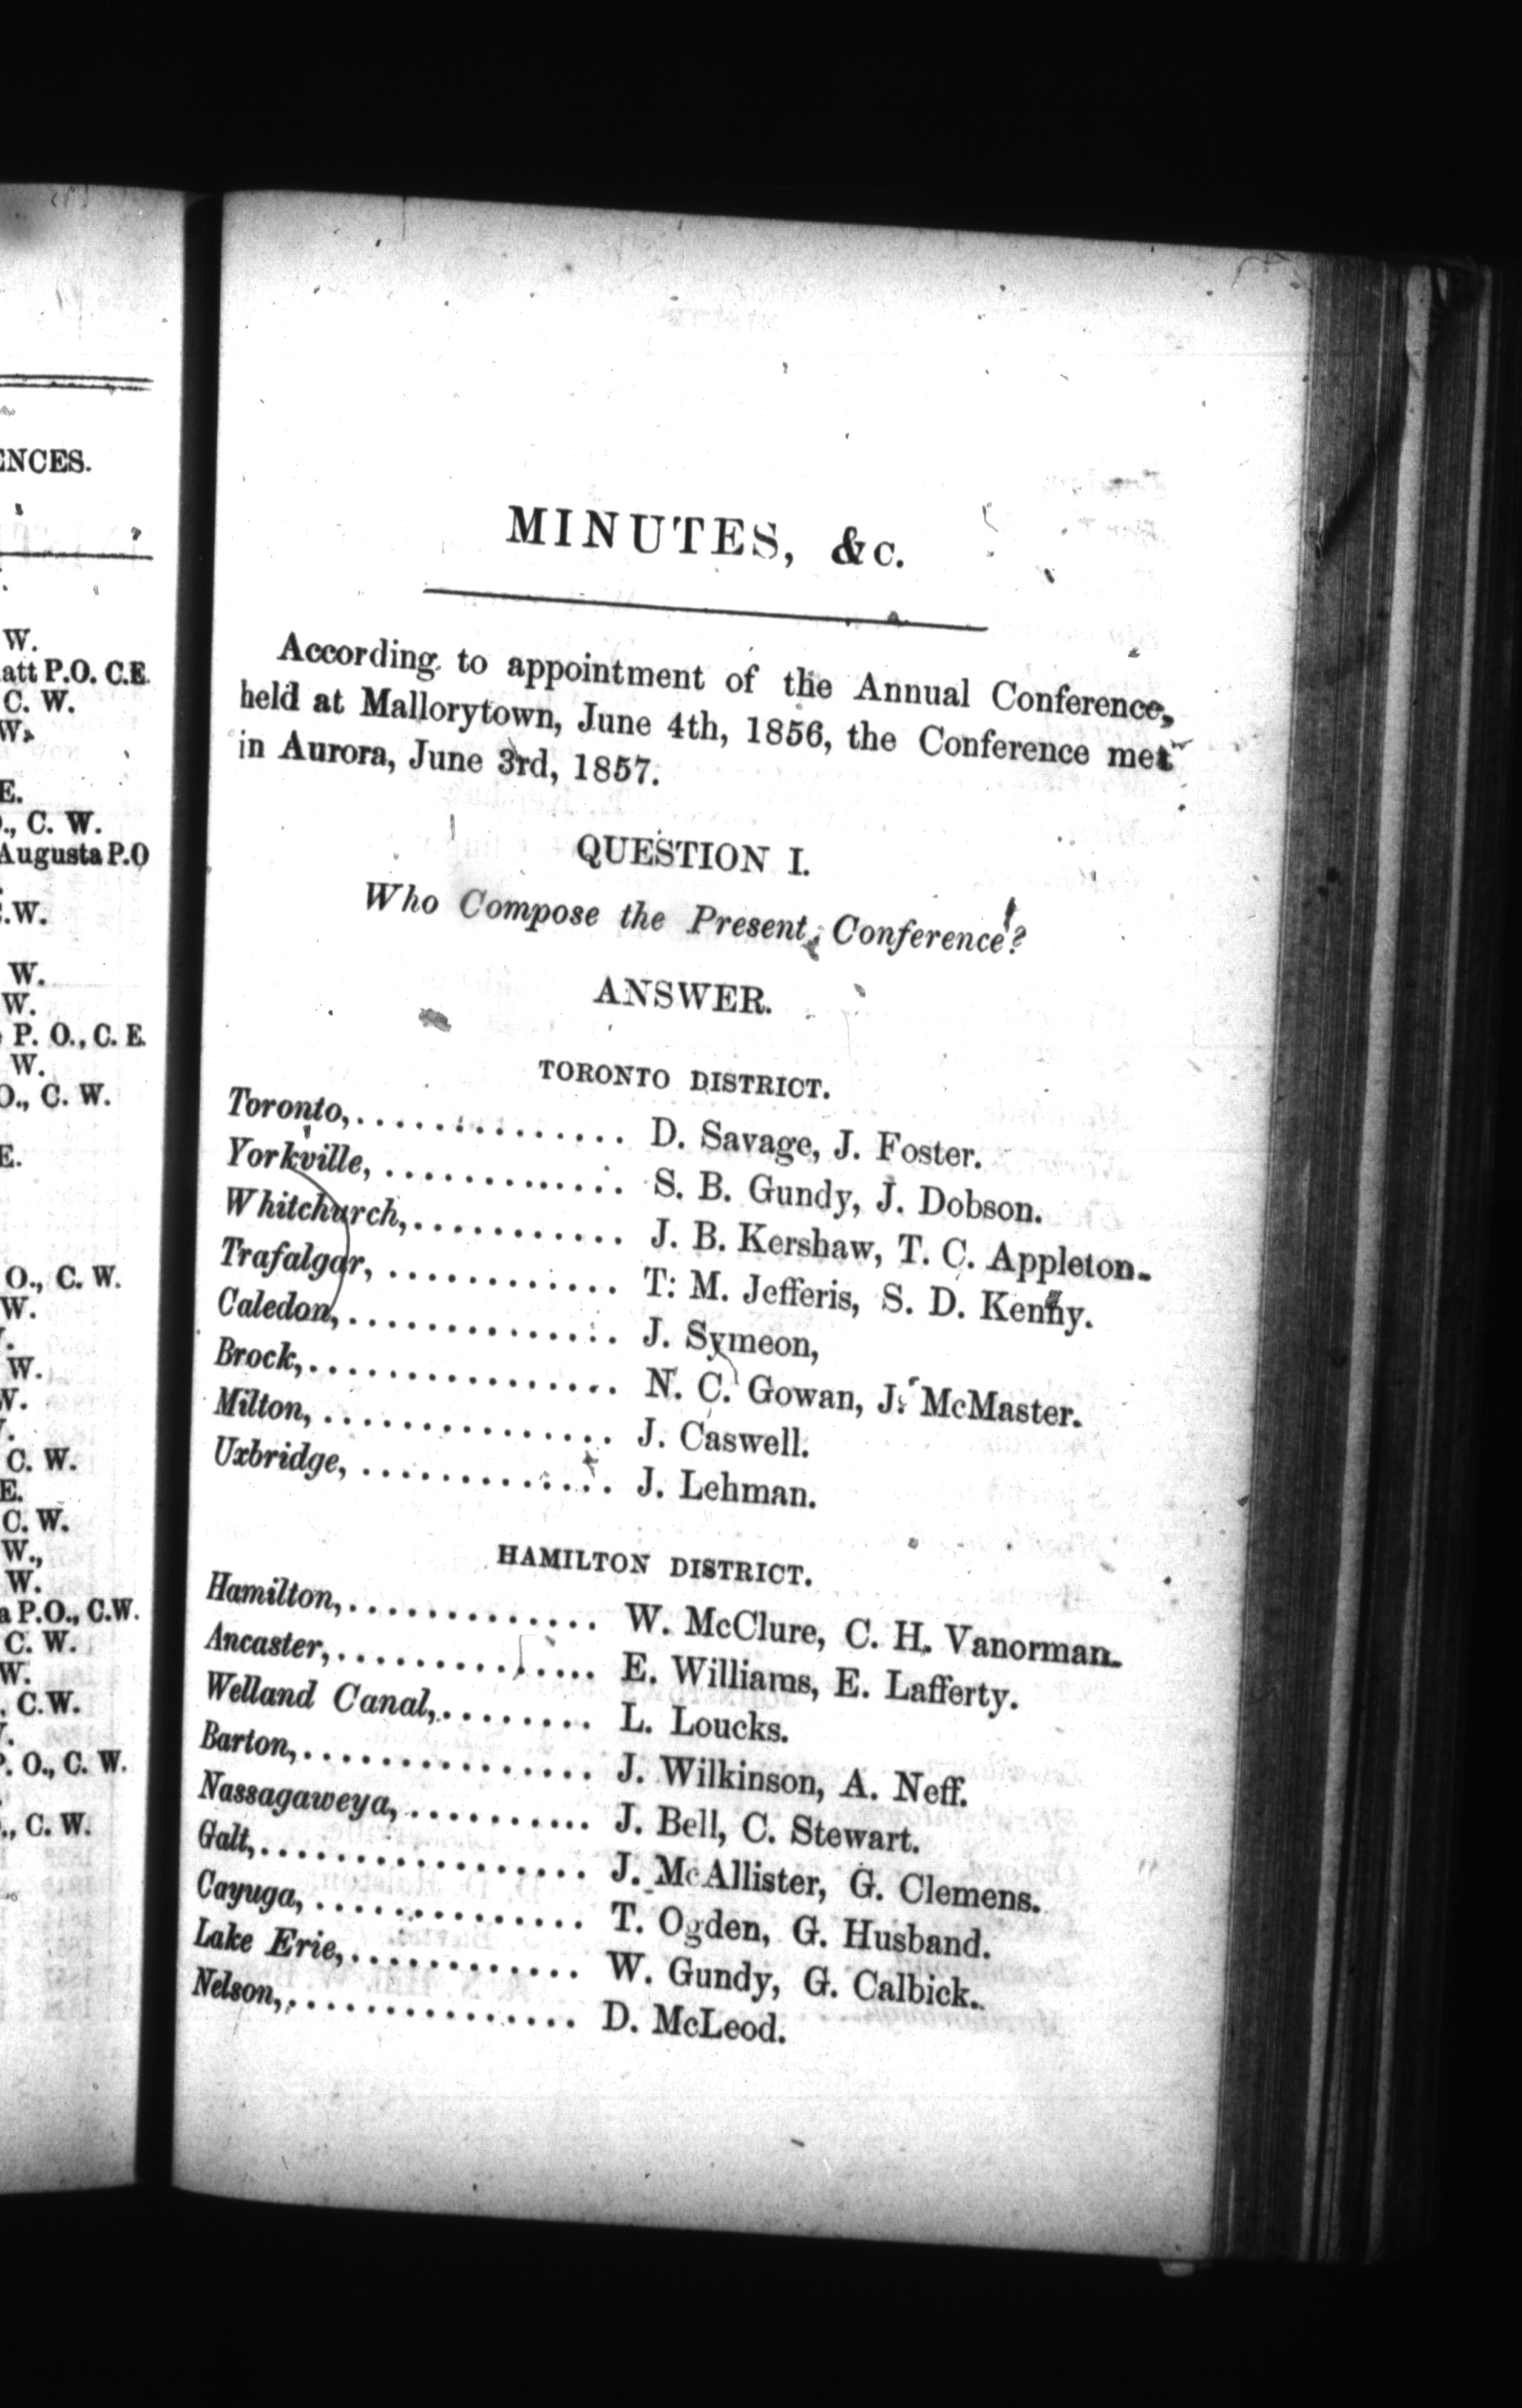 ENCES.
W.
att P.O. C.E.
C. W.
W.
E.
., C. W.
Augusta P.O
.W.
W.
W.
P. O., C. E.
W.
O., C. W.
E.
O., C. W.
W.
W.
C. W.
E.
C. W.
W.,
W.
a P.O., C.W.
C. W.
W.
, C.W.
. O., C. W.
., C. W.
MINUTES, &c.
According to appointment of the Annual Conference,
held at Mallorytown, June 4th, 1856, the Conference met
in Aurora, June 3rd, 1857.
QUESTION I.
Who Compose the Present Conference?
ANSWER.
TORONTO DISTRICT.
Toronto, .............. D. Savage, J. Foster.
Yorkville, ............. S. B. Gundy, J. Dobson.
Whitchurch, ........... J. B. Kershaw, T. C. Appleton.
Trafalgar, ............ T. M. Jefferis, S. D. Kenny.
Caledon, .............. J. Symeon,
Brock, ................ N. C. Gowan, J. McMaster.
Milton, ............... J. Caswell.
Uxbridge, ............. J. Lehman.
HAMILTON DISTRICT.
Hamilton, ............. W. McClure, C. H. Vanorman.
Ancaster, ............. E. Williams, E. Lafferty.
Welland Canal, ........ L. Loucks.
Barton, ............... J. Wilkinson, A. Neff.
Nassagaweya, .......... J. Bell, C. Stewart.
Galt, ................. J. McAllister, G. Clemens.
Cayuga, .............. T. Ogden, G. Husband.
Lake Erie, ............ W. Gundy, G. Calbick.
Nelson, ............... D. McLeod.